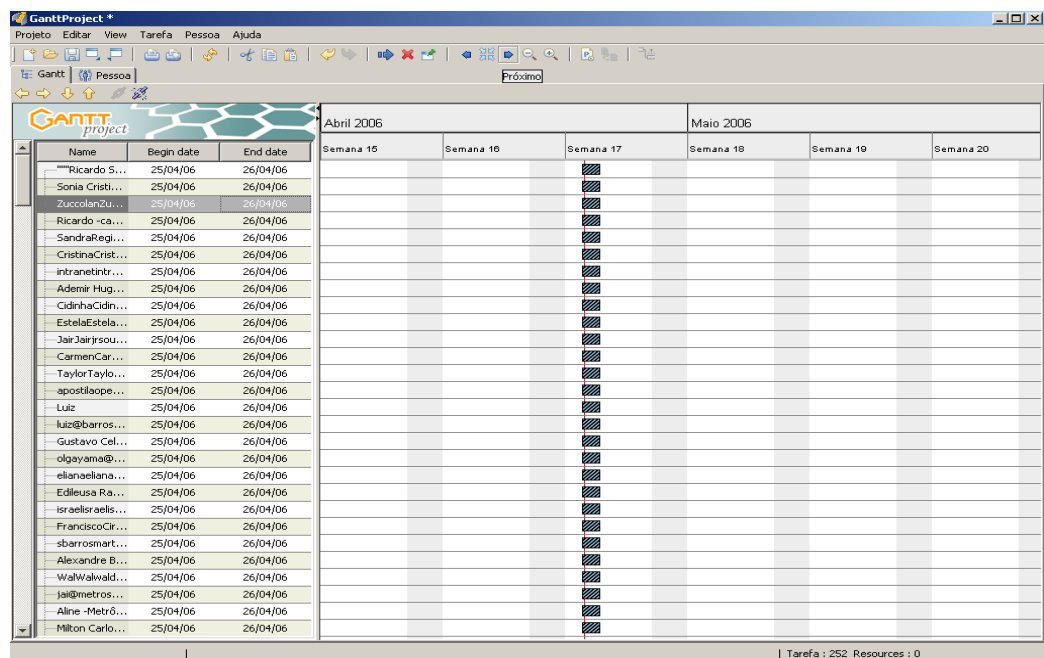 GanttProject *
Projeto Editar View Tarefa Pessoa Ajuda
Gantt Pessoa
Próximo
GANTT project
Abril 2006 Maio 2006
Name Begin date End date Semana 15 Semana 16 Semana 17 Semana 18 Semana 19 Semana 20
""""Ricardo S... 25/04/06 26/04/06
Sonia Cristi... 25/04/06 26/04/06
ZuccolanZu... 25/04/06 26/04/06
Ricardo -ca... 25/04/06 26/04/06
SandraRegi... 25/04/06 26/04/06
CristinaCrist... 25/04/06 26/04/06
intranetintr... 25/04/06 26/04/06
Ademir Hug... 25/04/06 26/04/06
CidinhaCidin... 25/04/06 26/04/06
EstelaEstela... 25/04/06 26/04/06
JairJairjrsou... 25/04/06 26/04/06
CarmenCar... 25/04/06 26/04/06
TaylorTaylo... 25/04/06 26/04/06
apostilaope... 25/04/06 26/04/06
Luiz 25/04/06 26/04/06
luiz@barros... 25/04/06 26/04/06
Gustavo Cel... 25/04/06 26/04/06
olgayama@... 25/04/06 26/04/06
elianaeliana... 25/04/06 26/04/06
Edileusa Ra... 25/04/06 26/04/06
israelisraelis... 25/04/06 26/04/06
FranciscoCir... 25/04/06 26/04/06
sbarrosmart... 25/04/06 26/04/06
Alexandre B... 25/04/06 26/04/06
WalWalwald... 25/04/06 26/04/06
jai@metros... 25/04/06 26/04/06
Aline -Metrô... 25/04/06 26/04/06
Milton Carlo... 25/04/06 26/04/06
Tarefa : 252 Resources : 0